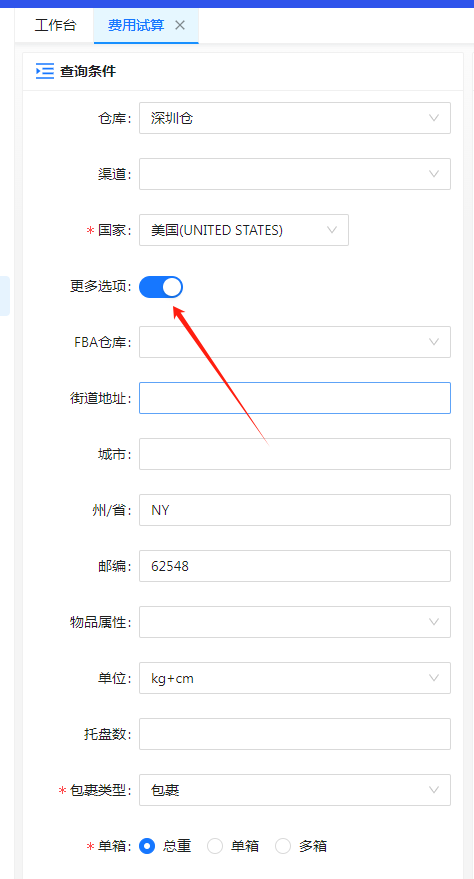 工作台 费用试算
查询条件
仓库: 深圳仓
渠道:
* 国家: 美国(UNITED STATES)
更多选项:
FBA仓库:
街道地址:
城市:
州/省: NY
邮编: 62548
物品属性:
单位: kg+cm
托盘数:
* 包裹类型: 包裹
* 单箱: 总重 单箱 多箱